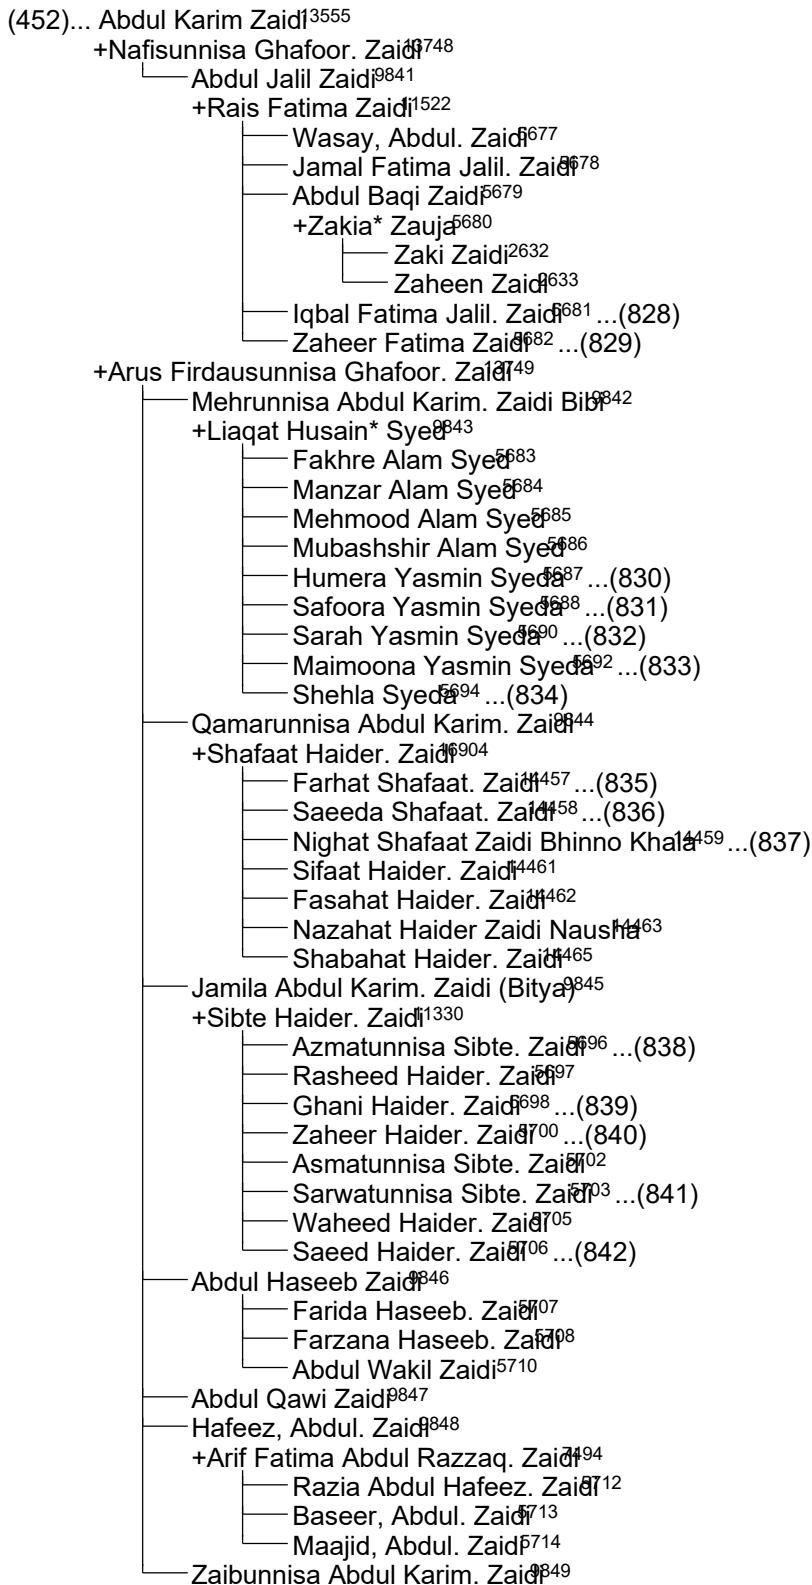 (452)... Abdul Karim Zaidi13555
+Nafisunnisa Ghafoor. Zaidi13748
Abdul Jalil Zaidi9841
+Rais Fatima Zaidi11522
Wasay, Abdul. Zaidi5677
Jamal Fatima Jalil. Zaidi5678
Abdul Baqi Zaidi5679
+Zakia* Zauja5680
Zaki Zaidi2632
Zaheen Zaidi2633
Iqbal Fatima Jalil. Zaidi5681 ...(828)
Zaheer Fatima Zaidi5682 ...(829)
+Arus Firdausunnisa Ghafoor. Zaidi13749
Mehrunnisa Abdul Karim. Zaidi Bibi9842
+Liaqat Husain* Syed9843
Fakhre Alam Syed5683
Manzar Alam Syed5684
Mehmood Alam Syed5685
Mubashshir Alam Syed5686
Humera Yasmin Syeda5687 ...(830)
Safoora Yasmin Syeda5688 ...(831)
Sarah Yasmin Syeda5690 ...(832)
Maimoona Yasmin Syeda5692 ...(833)
Shehla Syeda5694 ...(834)
Qamarunnisa Abdul Karim. Zaidi9844
+Shafaat Haider. Zaidi16904
Farhat Shafaat. Zaidi14457 ...(835)
Saeeda Shafaat. Zaidi14458 ...(836)
Nighat Shafaat Zaidi Bhinno Khala14459 ...(837)
Sifaat Haider. Zaidi14461
Fasahat Haider. Zaidi14462
Nazahat Haider Zaidi Nausha14463
Shabahat Haider. Zaidi14465
Jamila Abdul Karim. Zaidi (Bitya)9845
+Sibte Haider. Zaidi11330
Azmatunnisa Sibte. Zaidi5696 ...(838)
Rasheed Haider. Zaidi5697
Ghani Haider. Zaidi5698 ...(839)
Zaheer Haider. Zaidi5700 ...(840)
Asmatunnisa Sibte. Zaidi5702
Sarwatunnisa Sibte. Zaidi5703 ...(841)
Waheed Haider. Zaidi5705
Saeed Haider. Zaidi5706 ...(842)
Abdul Haseeb Zaidi9846
Farida Haseeb. Zaidi5707
Farzana Haseeb. Zaidi5708
Abdul Wakil Zaidi5710
Abdul Qawi Zaidi9847
Hafeez, Abdul. Zaidi9848
+Arif Fatima Abdul Razzaq. Zaidi7494
Razia Abdul Hafeez. Zaidi5712
Baseer, Abdul. Zaidi5713
Maajid, Abdul. Zaidi5714
Zaibunnisa Abdul Karim. Zaidi9849